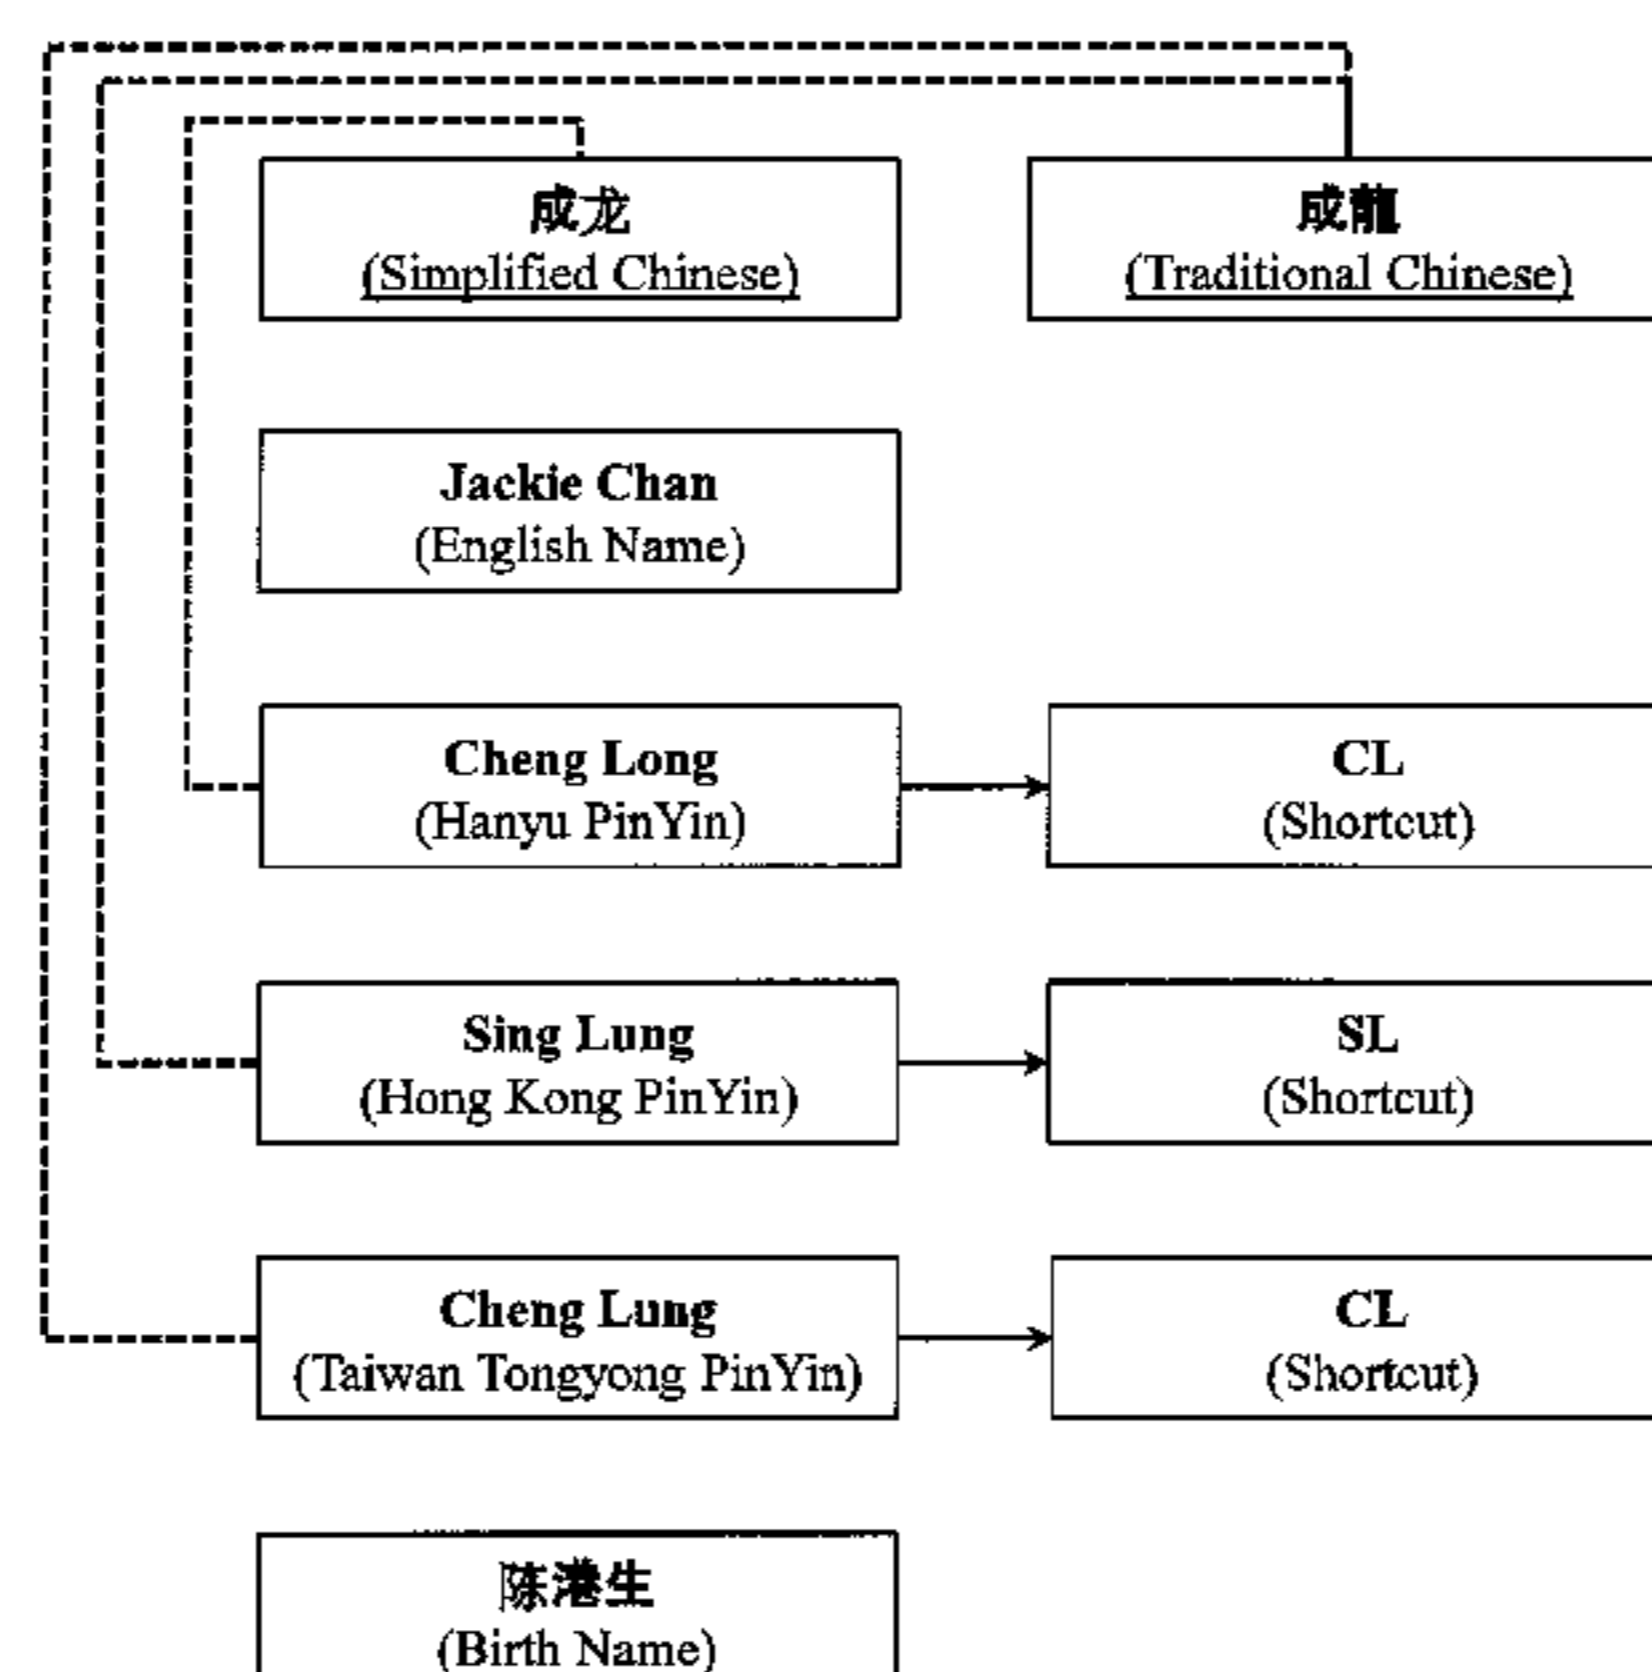 成龙
(Simplified Chinese)
成龍
(Traditional Chinese)
Jackie Chan
(English Name)
Cheng Long
(Hanyu PinYin)
CL
(Shortcut)
Sing Lung
(Hong Kong PinYin)
SL
(Shortcut)
Cheng Lung
(Taiwan Tongyong PinYin)
CL
(Shortcut)
陈港生
(Birth Name)